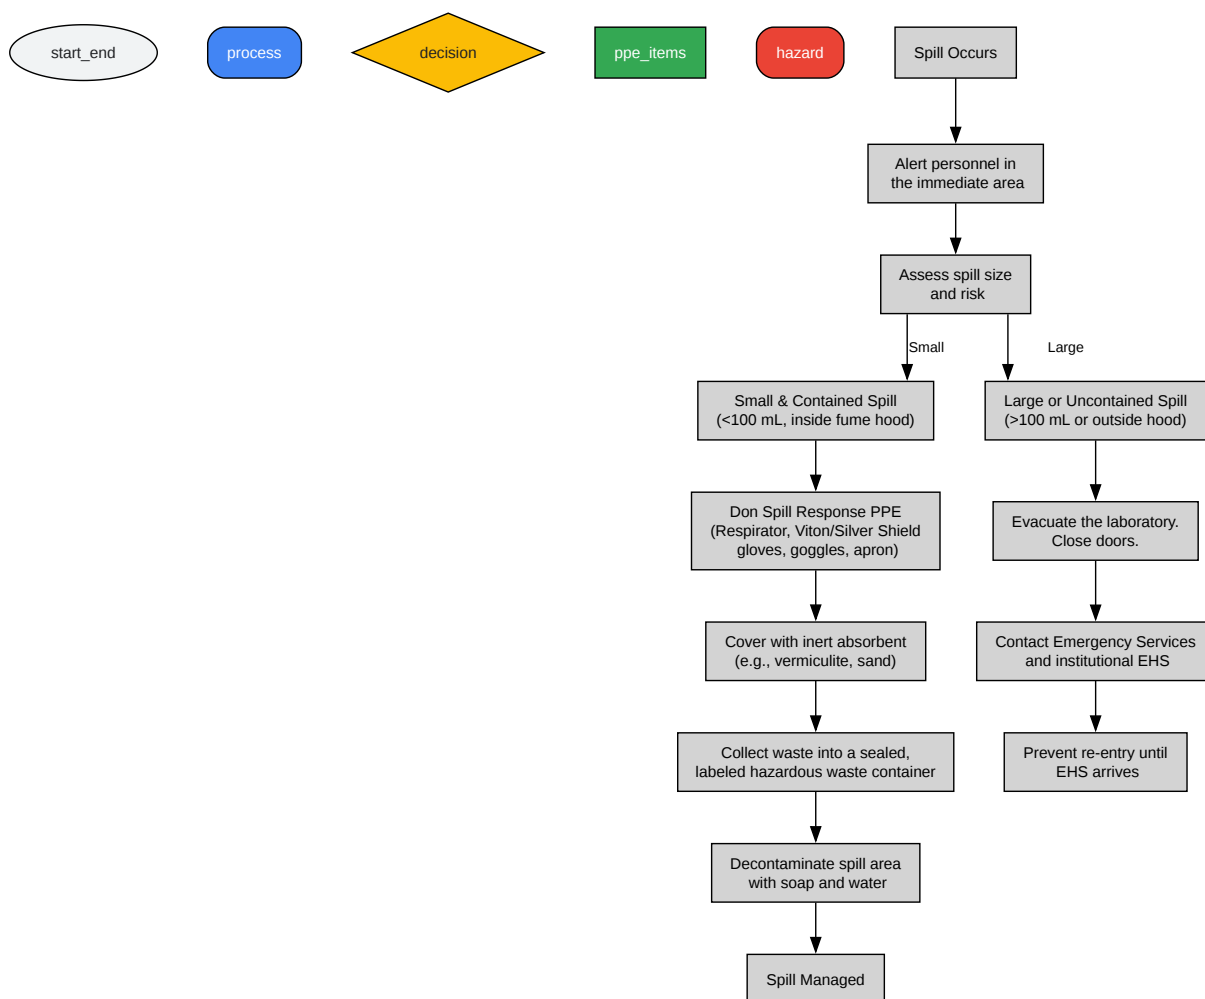 start_end
process
decision
ppe_items
hazard
Spill Occurs
Alert personnel in
the immediate area
Assess spill size
and risk
Small
Large
Small & Contained Spill
(<100 mL, inside fume hood)
Large or Uncontained Spill
(>100 mL or outside hood)
Don Spill Response PPE
(Respirator, Viton/Silver Shield
gloves, goggles, apron)
Evacuate the laboratory.
Close doors.
Cover with inert absorbent
(e.g., vermiculite, sand)
Contact Emergency Services
and institutional EHS
Collect waste into a sealed,
labeled hazardous waste container
Prevent re-entry until
EHS arrives
Decontaminate spill area
with soap and water
Spill Managed